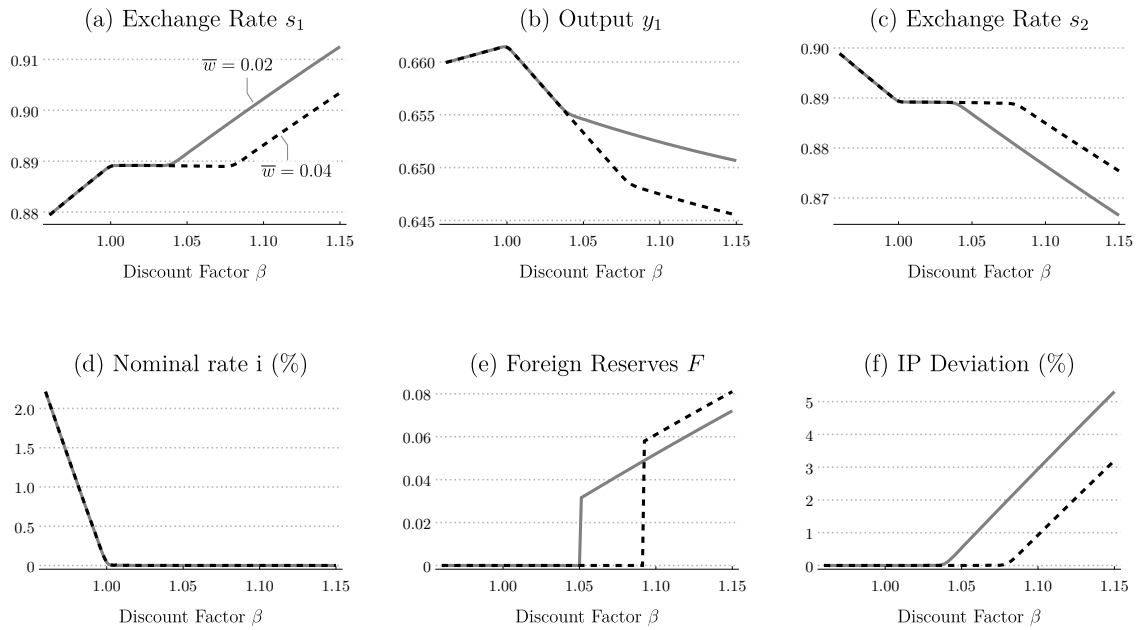 (a) Exchange Rate s₁
(b) Output y₁
(c) Exchange Rate s₂
0.91
0.90
0.89
0.88
w̅ = 0.02
w̅ = 0.04
1.00 1.05 1.10 1.15
Discount Factor β
0.660
0.655
0.650
0.645
1.00 1.05 1.10 1.15
Discount Factor β
0.90
0.89
0.88
0.87
1.00 1.05 1.10 1.15
Discount Factor β
(d) Nominal rate i (%)
(e) Foreign Reserves F
(f) IP Deviation (%)
2.0
1.5
1.0
0.5
0
1.00 1.05 1.10 1.15
Discount Factor β
0.08
0.06
0.04
0.02
0
1.00 1.05 1.10 1.15
Discount Factor β
5
4
3
2
1
0
1.00 1.05 1.10 1.15
Discount Factor β